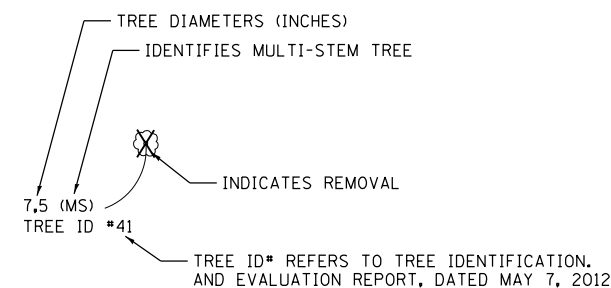 TREE DIAMETERS (INCHES)
IDENTIFIES MULTI-STEM TREE
INDICATES REMOVAL
7,5 (MS)
TREE ID #41
TREE ID# REFERS TO TREE IDENTIFICATION.
AND EVALUATION REPORT, DATED MAY 7, 2012